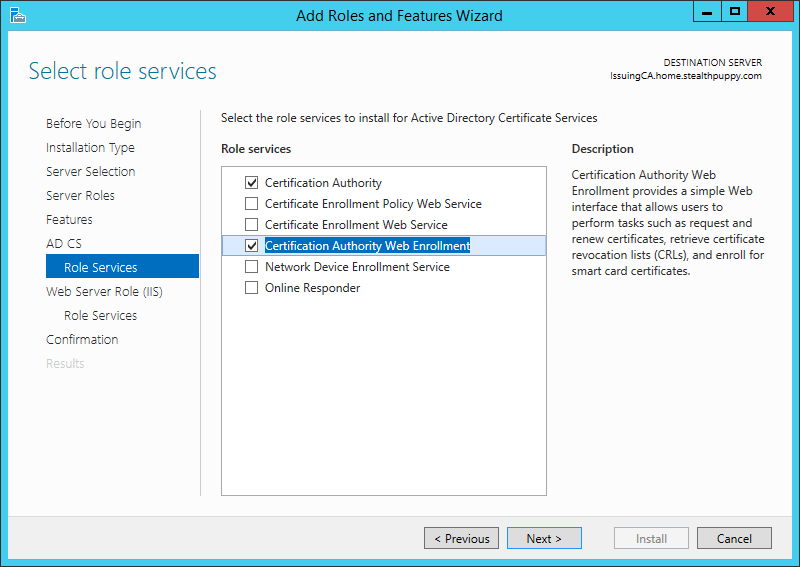 Add Roles and Features Wizard
Select role services
DESTINATION SERVER
IssuingCA.home.stealthpuppy.com
Before You Begin
Installation Type
Server Selection
Server Roles
Features
AD CS
Role Services
Web Server Role (IIS)
Role Services
Confirmation
Results
Select the role services to install for Active Directory Certificate Services
Role services
Certification Authority
Certificate Enrollment Policy Web Service
Certificate Enrollment Web Service
Certification Authority Web Enrollment
Network Device Enrollment Service
Online Responder
Description
Certification Authority Web
Enrollment provides a simple Web
interface that allows users to
perform tasks such as request and
renew certificates, retrieve certificate
revocation lists (CRLs), and enroll for
smart card certificates.
< Previous
Next >
Install
Cancel